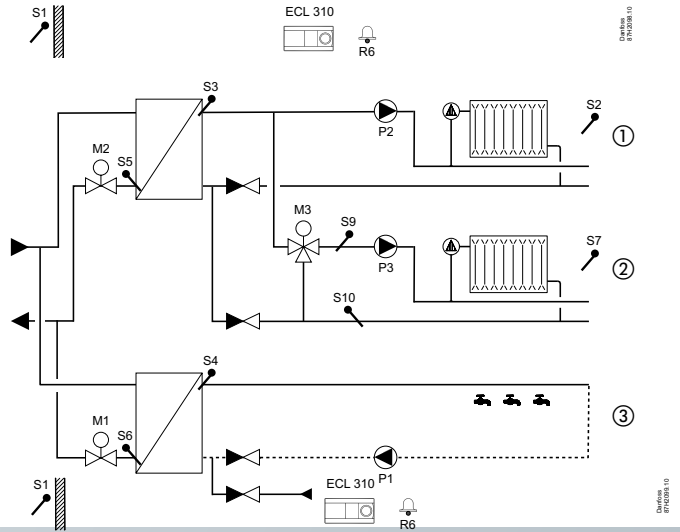 S1
ECL 310
R6
Danfoss
87H2098.10
S3
S2
P2
①
M2
S5
M3
S9
S7
P3
②
S10
S4
M1
S6
③
P1
S1
ECL 310
R6
Danfoss
87H2099.10